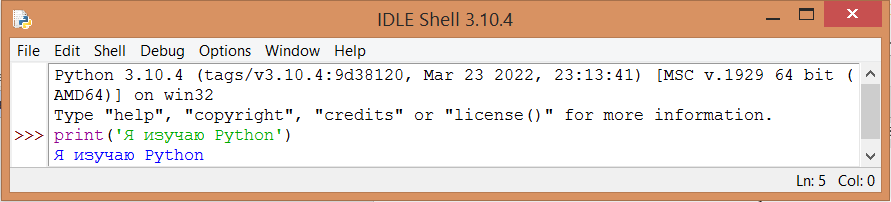 IDLE Shell 3.10.4
File Edit Shell Debug Options Window Help
Python 3.10.4 (tags/v3.10.4:9d38120, Mar 23 2022, 23:13:41) [MSC v.1929 64 bit (
AMD64)] on win32
Type "help", "copyright", "credits" or "license()" for more information.
>>> print('Я изучаю Python')
Я изучаю Python
Ln: 5 Col: 0